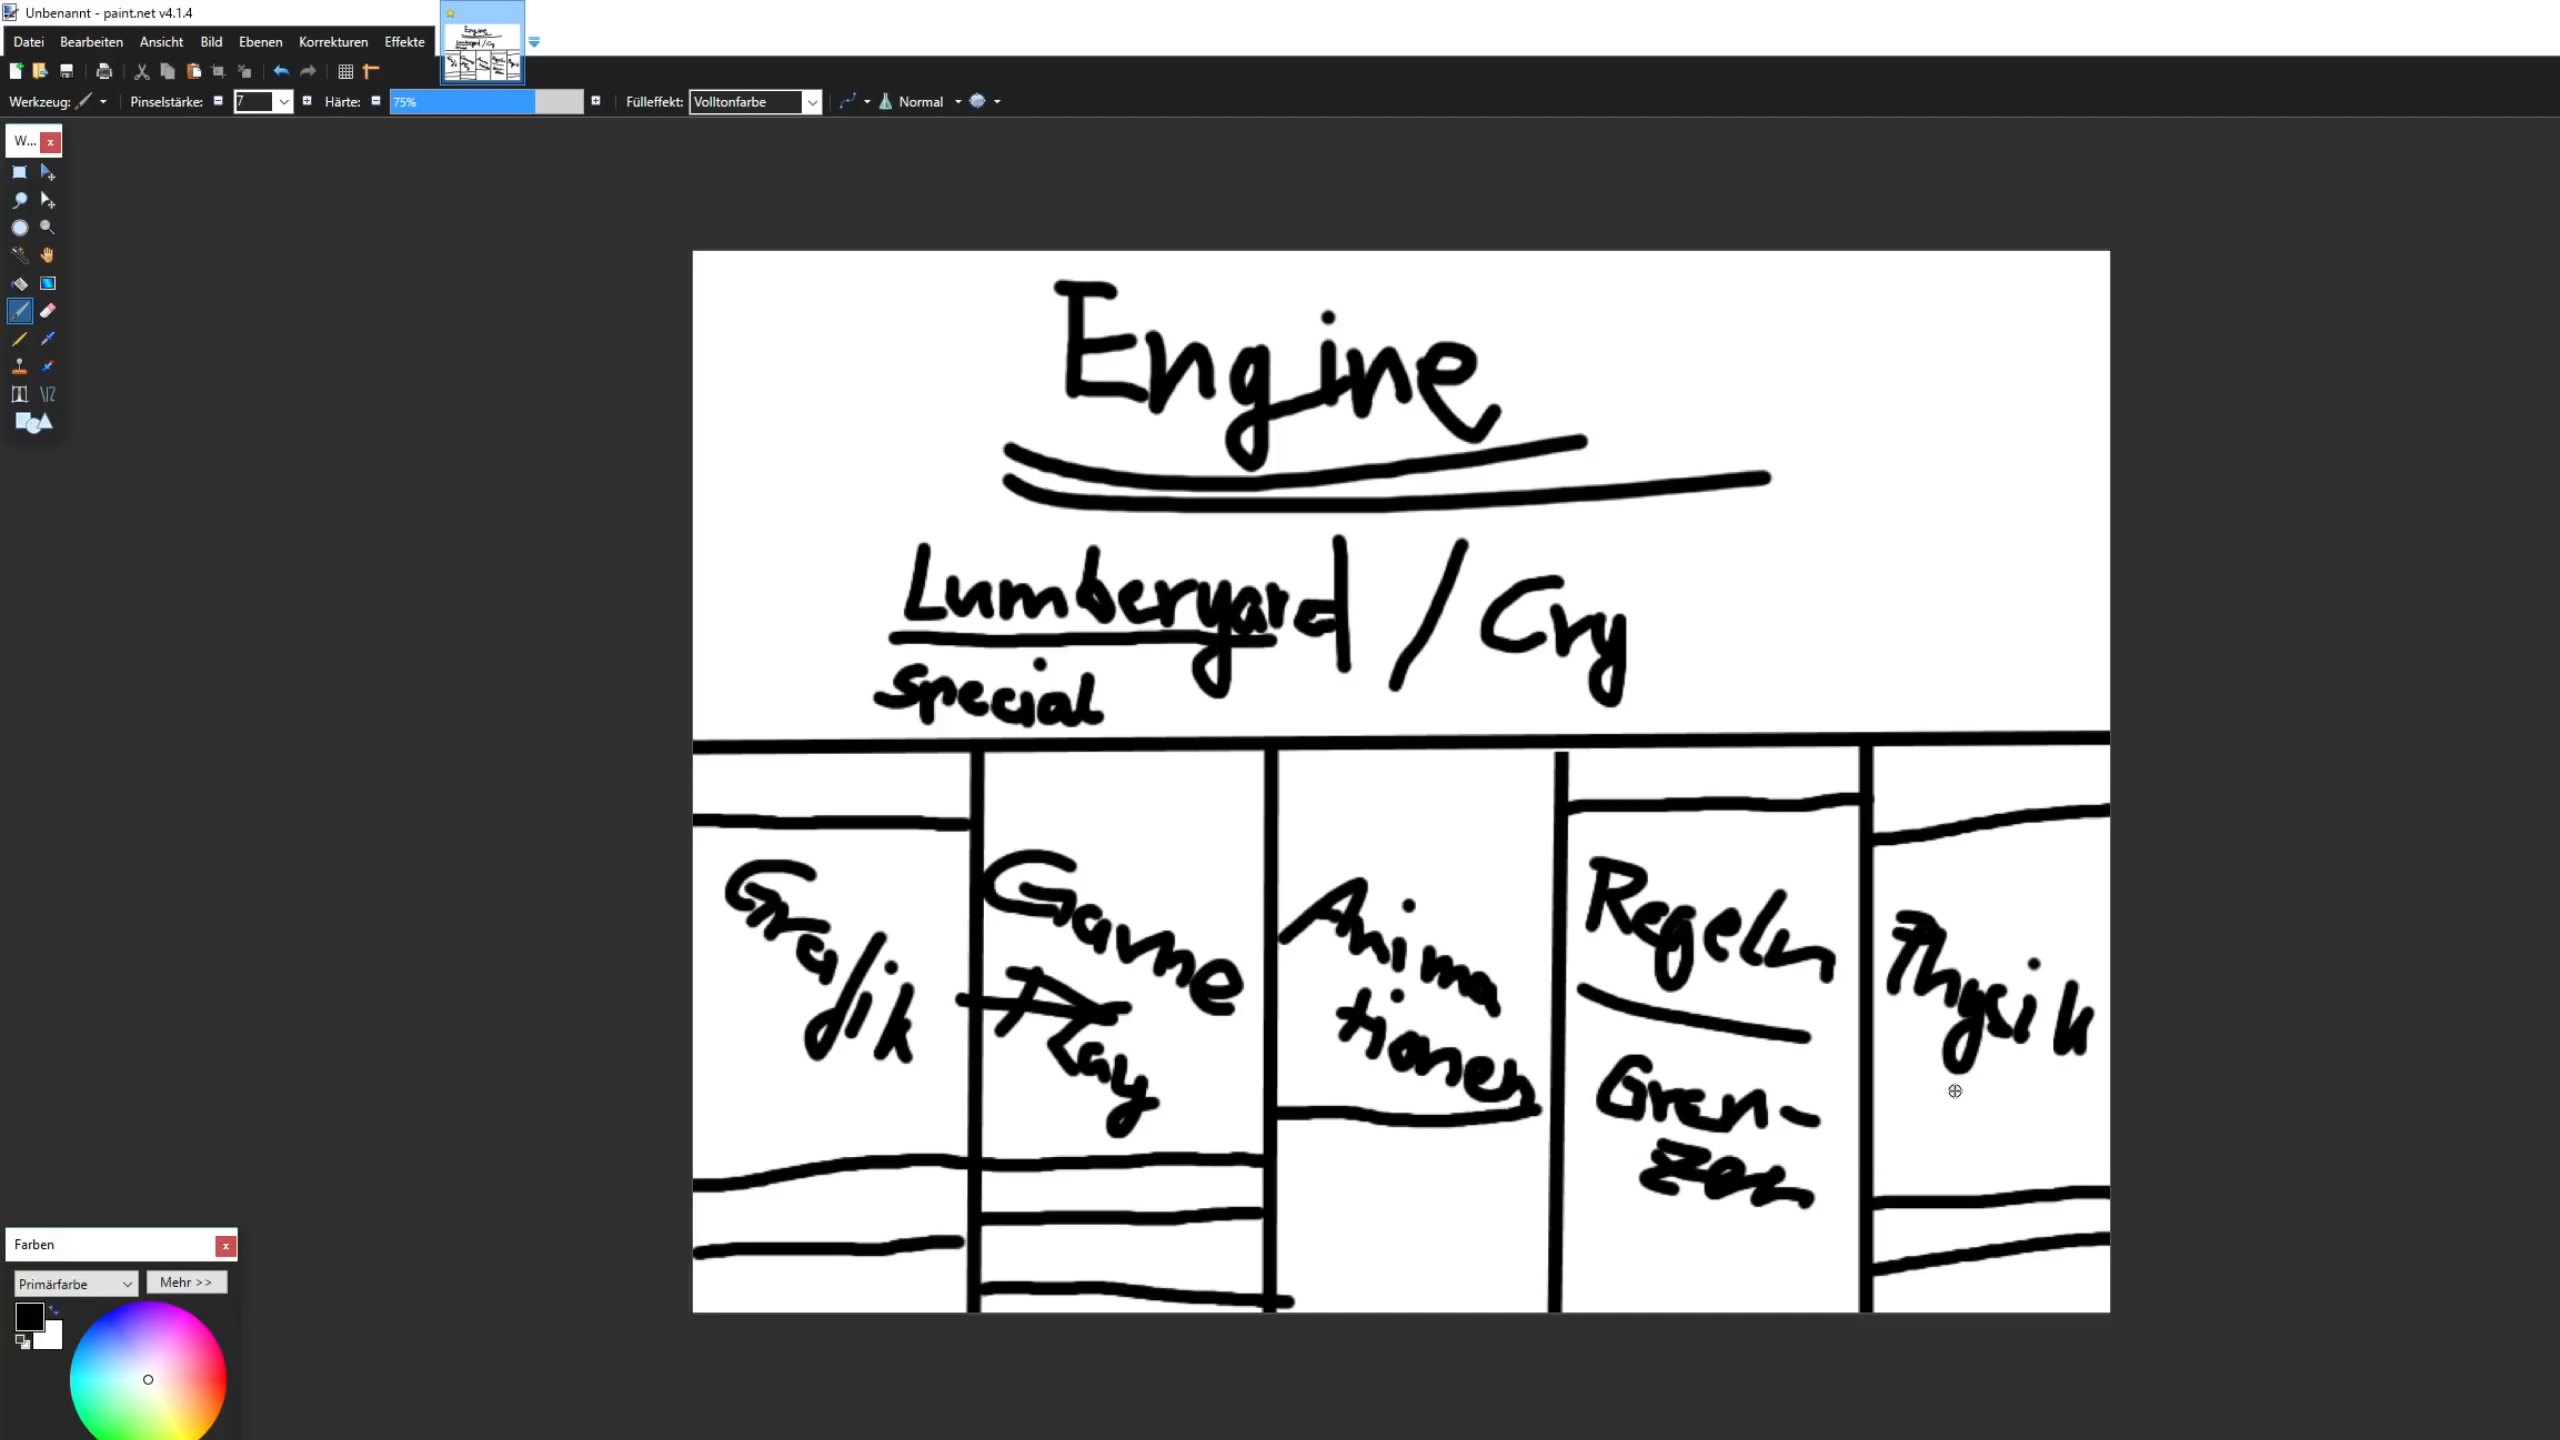 Unbenannt - paint.net v4.1.4
Datei Bearbeiten Ansicht Bild Ebenen Korrekturen Effekte
Werkzeug: Pinselstärke: 7 Härte: 75% Fülleffekt: Volltonfarbe Normal
W...
Engine
Lumberyard / Cry
special
Grafik
Game
Play
Anima
tionen
Regeln
Gren-
zen
Physik
Farben
Primärfarbe Mehr >>